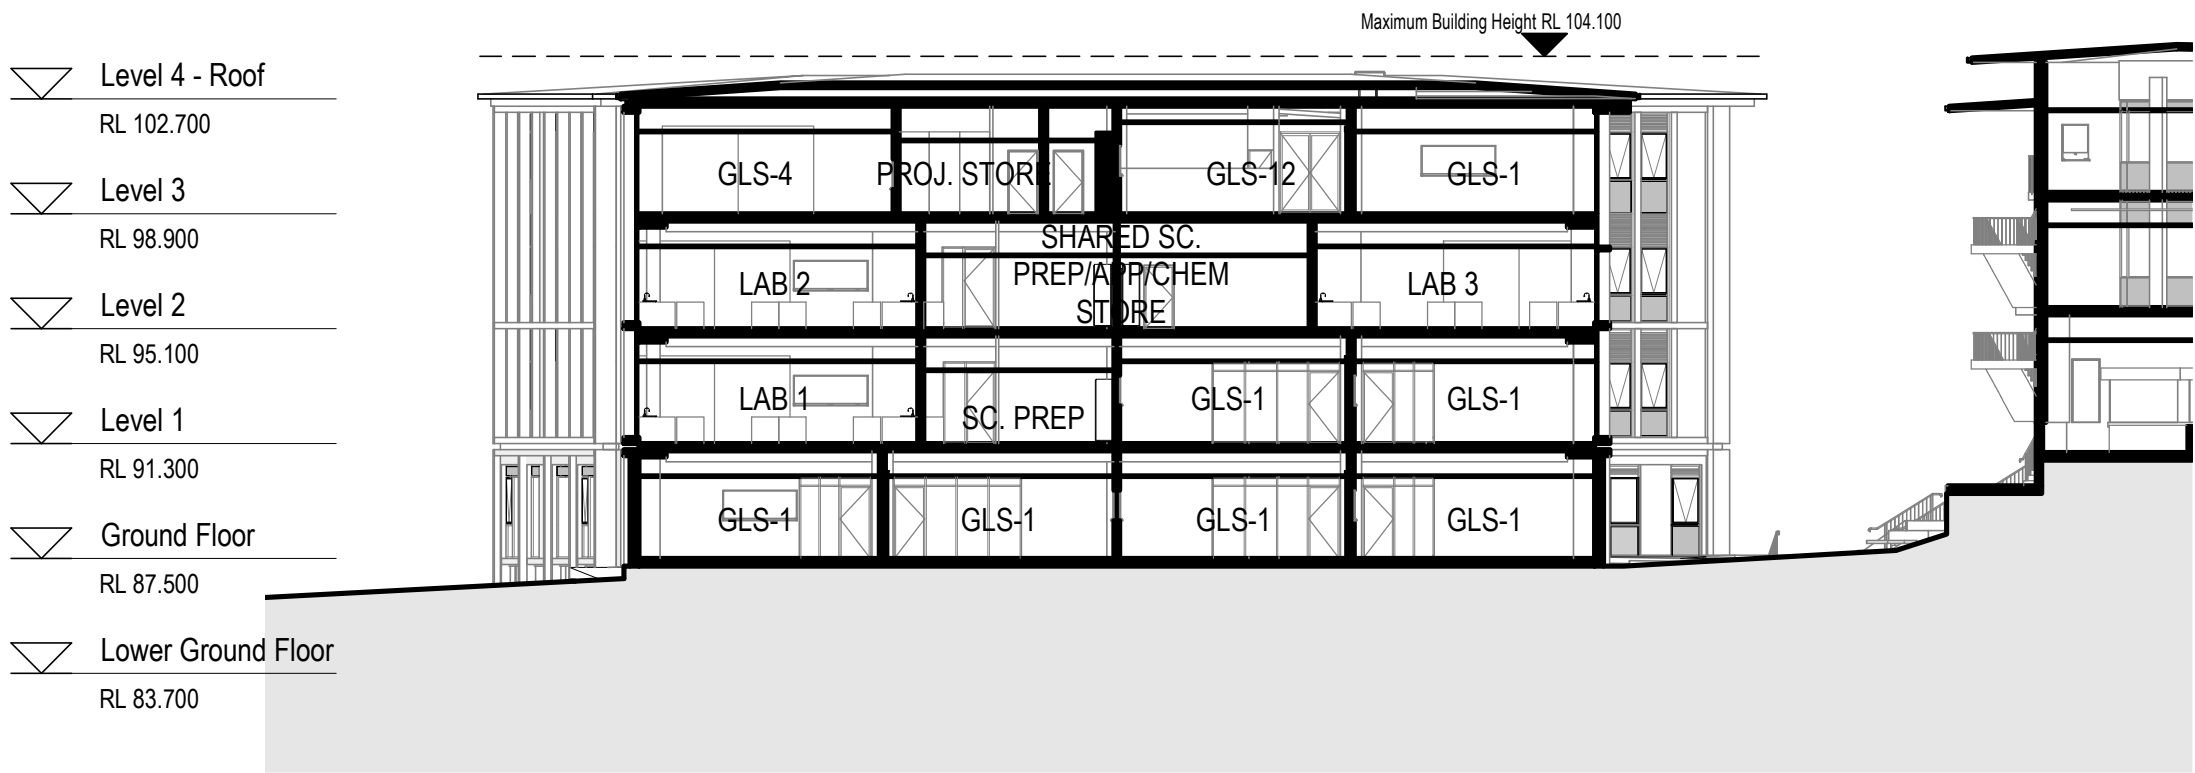 Maximum Building Height RL 104.100
Level 4 - Roof
RL 102.700
Level 3
RL 98.900
Level 2
RL 95.100
Level 1
RL 91.300
Ground Floor
RL 87.500
Lower Ground Floor
RL 83.700
GLS-4
PROJ. STORE
GLS-12
GLS-1
LAB 2
SHARED SC.
PREP/APP/CHEM
STORE
LAB 3
LAB 1
SC. PREP
GLS-1
GLS-1
GLS-1
GLS-1
GLS-1
GLS-1